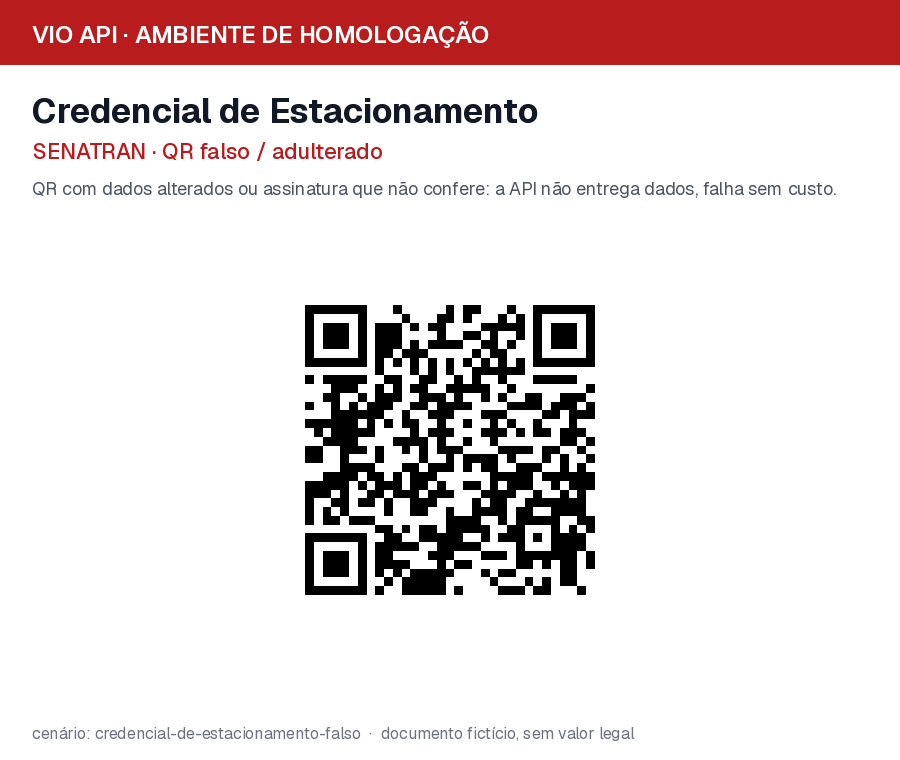 VIO API · AMBIENTE DE HOMOLOGAÇÃO
Credencial de Estacionamento
SENATRAN · QR falso / adulterado
QR com dados alterados ou assinatura que não confere: a API não entrega dados, falha sem custo.
cenário: credencial-de-estacionamento-falso · documento fictício, sem valor legal